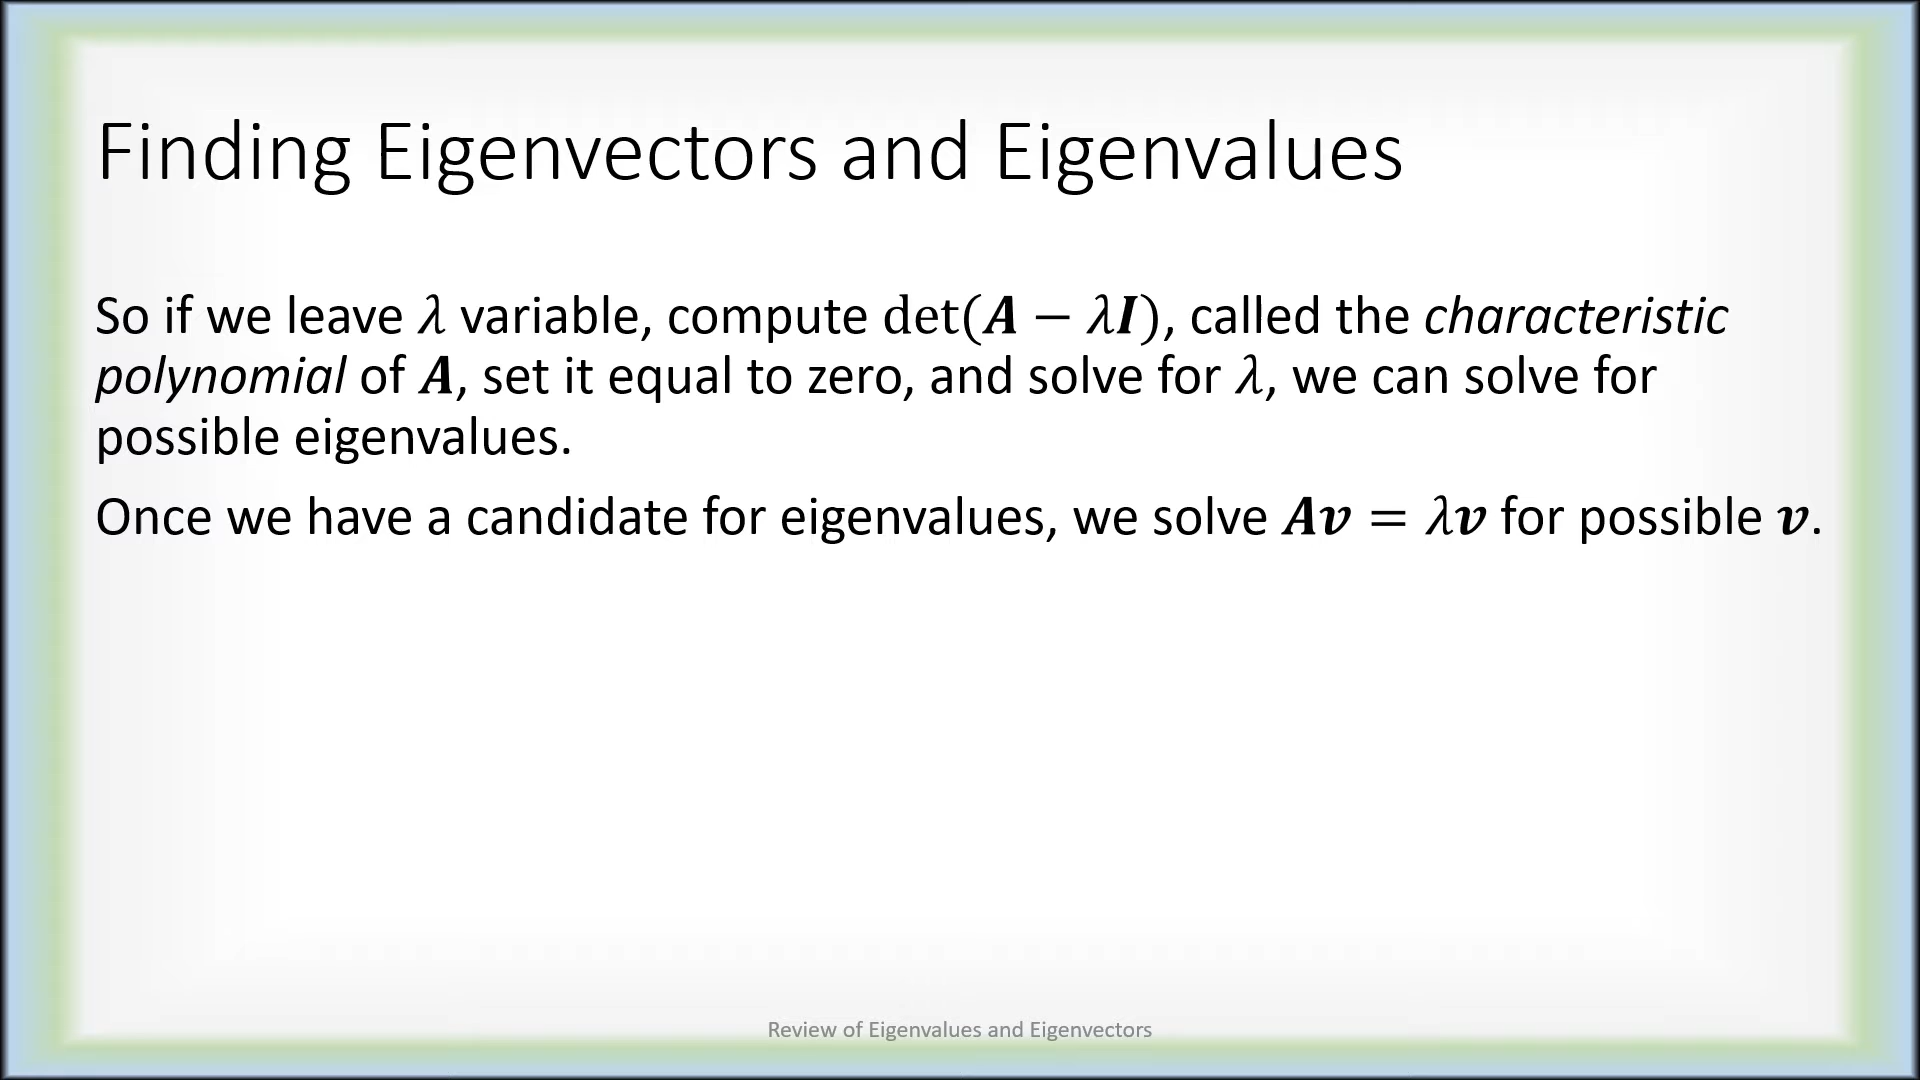 Finding Eigenvectors and Eigenvalues
So if we leave 𝜆 variable, compute det(𝑨 − 𝜆𝑰), called the characteristic
polynomial of 𝑨, set it equal to zero, and solve for 𝜆, we can solve for
possible eigenvalues.
Once we have a candidate for eigenvalues, we solve 𝑨𝒗 = 𝜆𝒗 for possible 𝒗.
Review of Eigenvalues and Eigenvectors